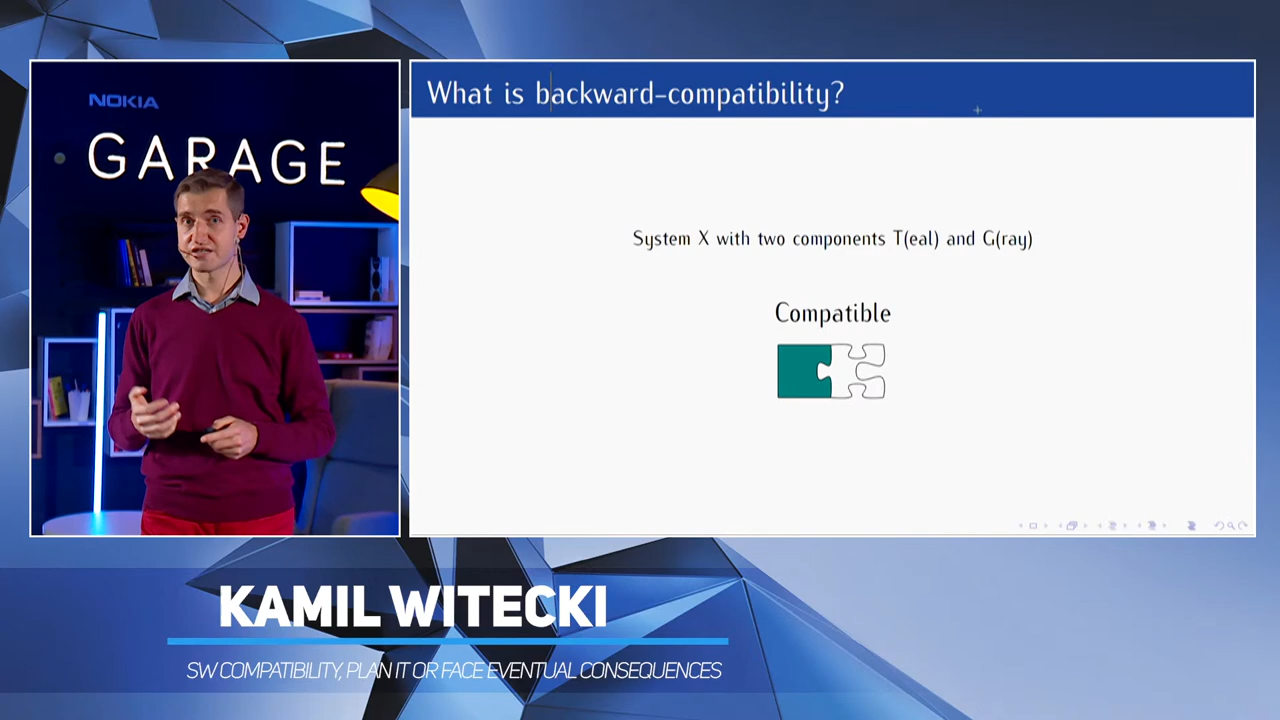 NOKIA
GARAGE
What is backward-compatibility?
System X with two components T(eal) and G(ray)
Compatible
KAMIL WITECKI
SW COMPATIBILITY, PLAN IT OR FACE EVENTUAL CONSEQUENCES